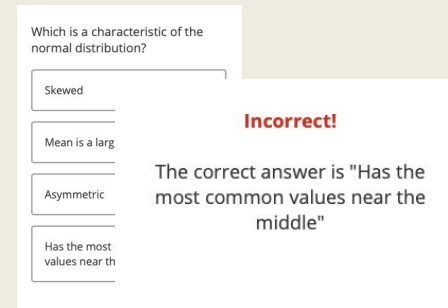 Which is a characteristic of the
normal distribution?
Skewed
Mean is a larg
Asymmetric
Has the most
values near th
Incorrect!
The correct answer is "Has the
most common values near the
middle"